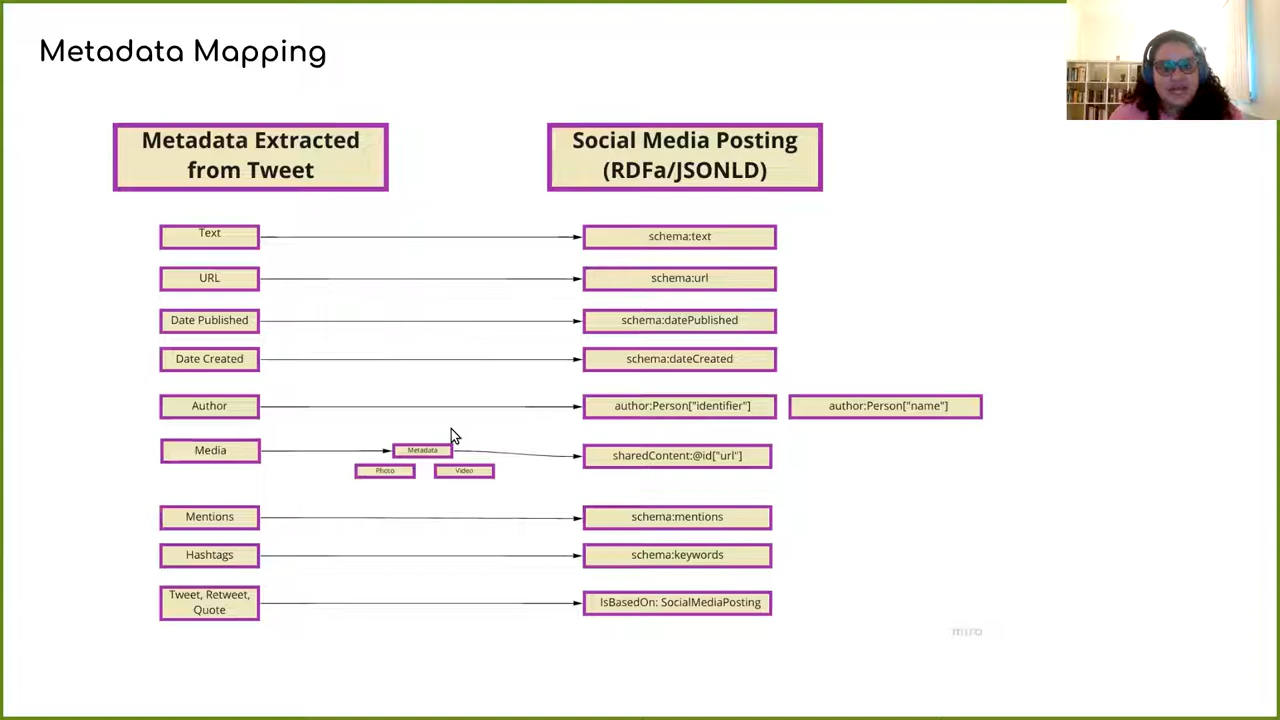 Metadata Mapping
Metadata Extracted
from Tweet
Social Media Posting
(RDFa/JSONLD)
Text
schema:text
URL
schema:url
Date Published
schema:datePublished
Date Created
schema:dateCreated
Author
author:Person["identifier"]
author:Person["name"]
Media
Metadata
Photo
Video
sharedContent:@id["url"]
Mentions
schema:mentions
Hashtags
schema:keywords
Tweet, Retweet,
Quote
IsBasedOn: SocialMediaPosting
miro